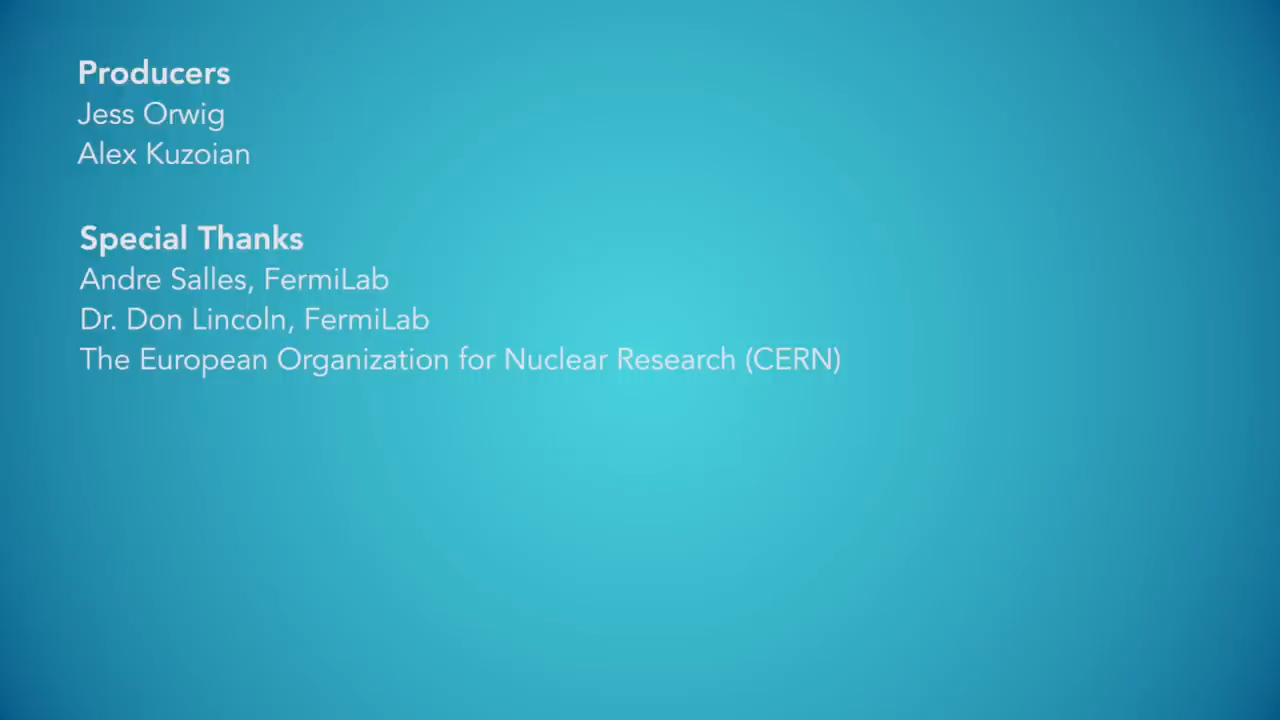 Producers
Jess Orwig
Alex Kuzoian
Special Thanks
Andre Salles, FermiLab
Dr. Don Lincoln, FermiLab
The European Organization for Nuclear Research (CERN)